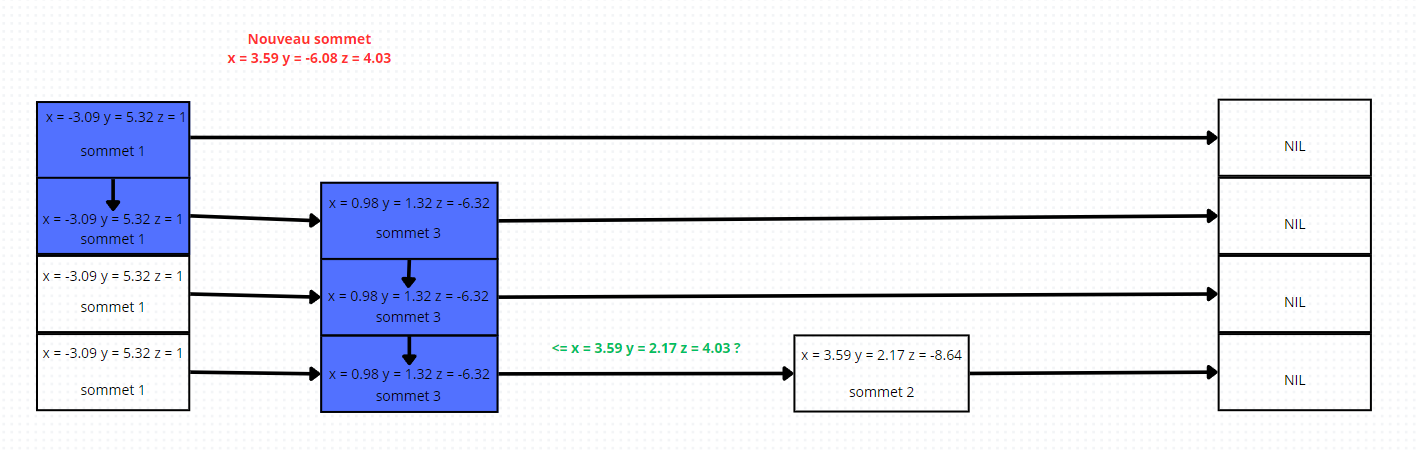 Nouveau sommet
x = 3.59 y = -6.08 z = 4.03
x = -3.09 y = 5.32 z = 1
sommet 1
NIL
x = -3.09 y = 5.32 z = 1
sommet 1
x = 0.98 y = 1.32 z = -6.32
sommet 3
NIL
x = -3.09 y = 5.32 z = 1
sommet 1
x = 0.98 y = 1.32 z = -6.32
sommet 3
NIL
<= x = 3.59 y = 2.17 z = 4.03 ?
x = -3.09 y = 5.32 z = 1
sommet 1
x = 0.98 y = 1.32 z = -6.32
sommet 3
x = 3.59 y = 2.17 z = -8.64
sommet 2
NIL